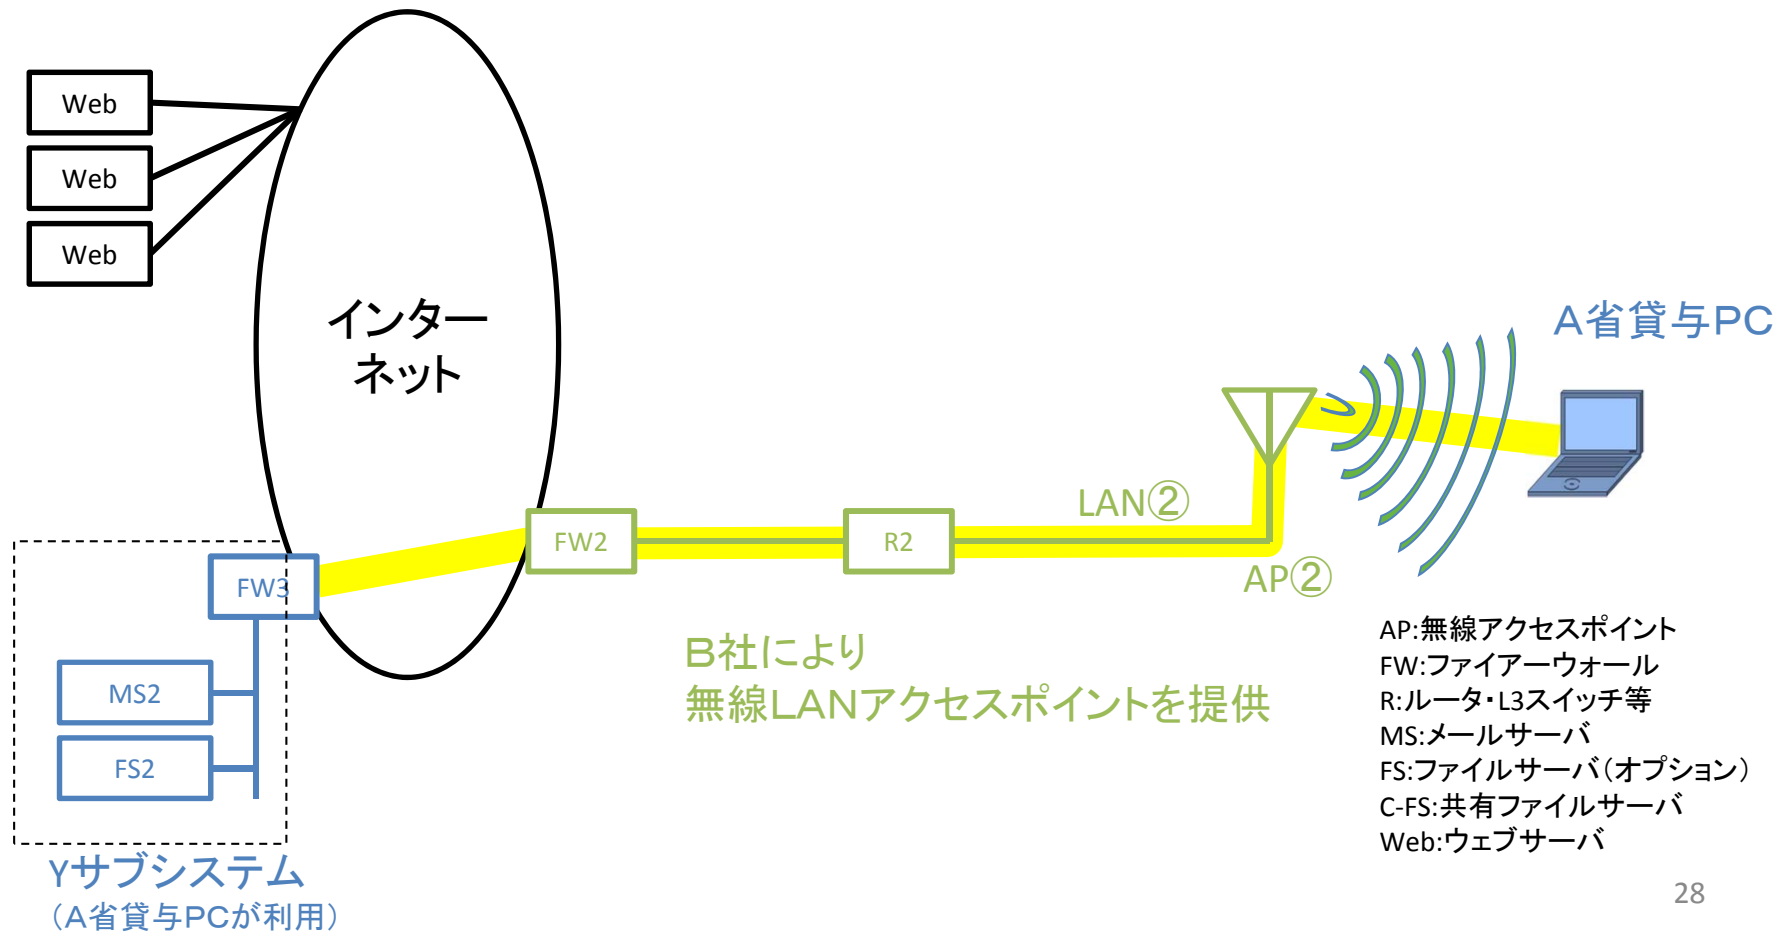 Web
Web
Web
インター
ネット
A省貸与PC
LAN②
FW2
R2
FW3
AP②
MS2
FS2
B社により
無線LANアクセスポイントを提供
AP:無線アクセスポイント
FW:ファイアーウォール
R:ルータ・L3スイッチ等
MS:メールサーバ
FS:ファイルサーバ（オプション）
C-FS:共有ファイルサーバ
Web:ウェブサーバ
Yサブシステム
（A省貸与PCが利用）
28